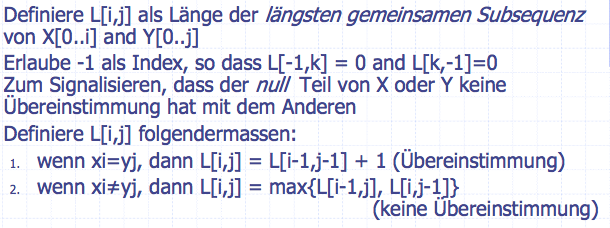 Definiere L[i,j] als Länge der längsten gemeinsamen Subsequenz
von X[0..i] and Y[0..j]
Erlaube -1 als Index, so dass L[-1,k] = 0 and L[k,-1]=0
Zum Signalisieren, dass der null Teil von X oder Y keine
Übereinstimmung hat mit dem Anderen
Definiere L[i,j] folgendermassen:
1. wenn xi=yj, dann L[i,j] = L[i-1,j-1] + 1 (Übereinstimmung)
2. wenn xi≠yj, dann L[i,j] = max{L[i-1,j], L[i,j-1]}
(keine Übereinstimmung)